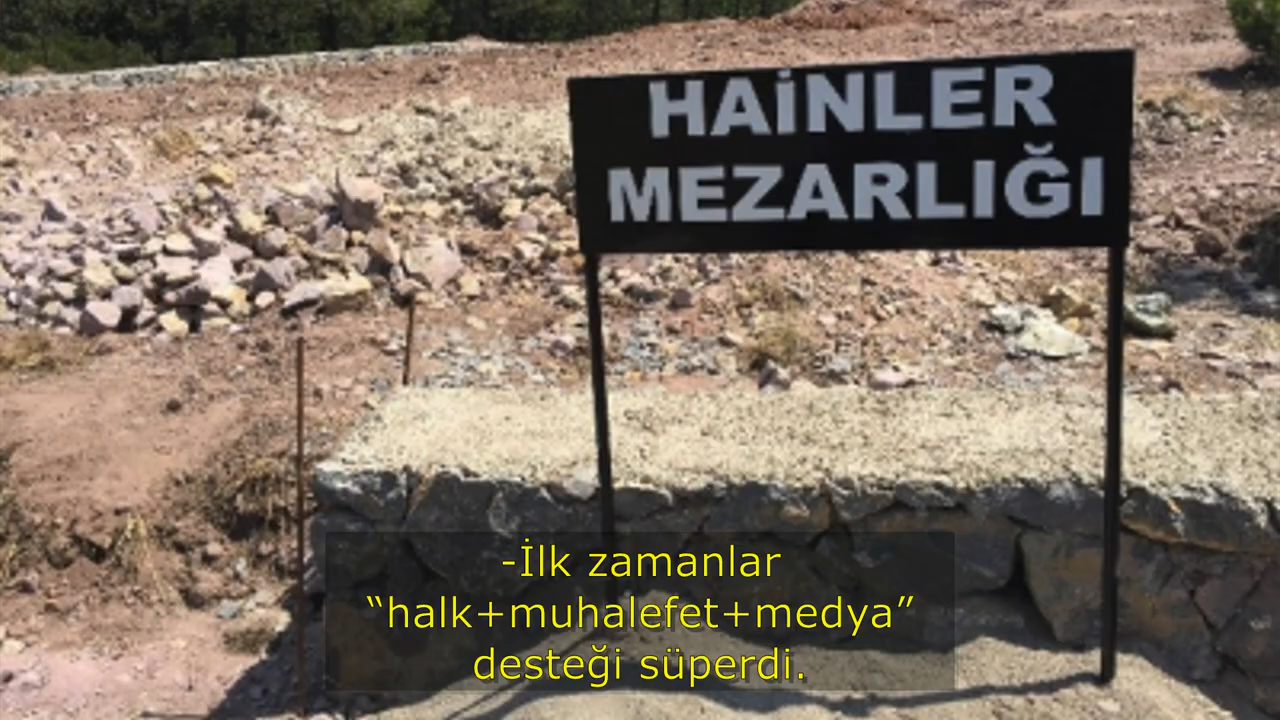 HAİNLER
MEZARLIĞI
-İlk zamanlar
“halk+muhalefet+medya”
desteği süperdi.